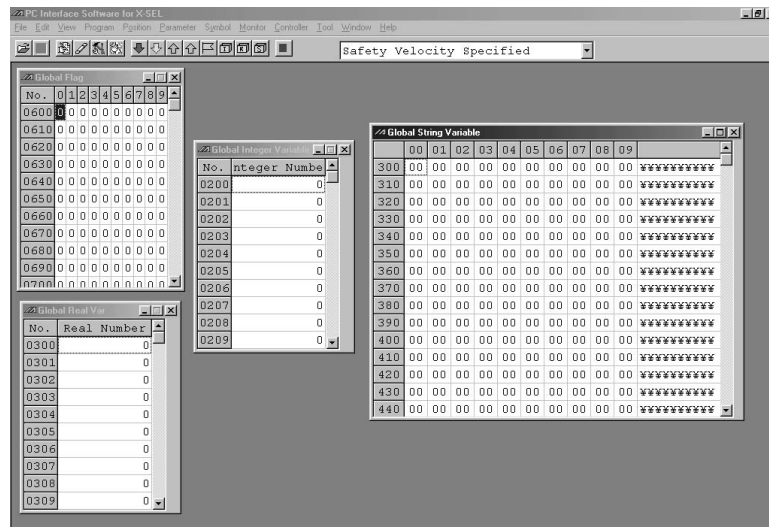 PC Interface Software for X-SEL
File Edit View Program Position Parameter Symbol Monitor Controller Tool Window Help
Safety Velocity Specified
Global Flag
No. 0 1 2 3 4 5 6 7 8 9
0600 0 0 0 0 0 0 0 0 0 0
0610 0 0 0 0 0 0 0 0 0 0
0620 0 0 0 0 0 0 0 0 0 0
0630 0 0 0 0 0 0 0 0 0 0
0640 0 0 0 0 0 0 0 0 0 0
0650 0 0 0 0 0 0 0 0 0 0
0660 0 0 0 0 0 0 0 0 0 0
0670 0 0 0 0 0 0 0 0 0 0
0680 0 0 0 0 0 0 0 0 0 0
0690 0 0 0 0 0 0 0 0 0 0
0700 0 0 0 0 0 0 0 0 0 0
Global Integer Variable
No. nteger Numbe
0200 0
0201 0
0202 0
0203 0
0204 0
0205 0
0206 0
0207 0
0208 0
0209 0
Global String Variable
00 01 02 03 04 05 06 07 08 09
300 00 00 00 00 00 00 00 00 00 00 ¥¥¥¥¥¥¥¥¥¥
310 00 00 00 00 00 00 00 00 00 00 ¥¥¥¥¥¥¥¥¥¥
320 00 00 00 00 00 00 00 00 00 00 ¥¥¥¥¥¥¥¥¥¥
330 00 00 00 00 00 00 00 00 00 00 ¥¥¥¥¥¥¥¥¥¥
340 00 00 00 00 00 00 00 00 00 00 ¥¥¥¥¥¥¥¥¥¥
350 00 00 00 00 00 00 00 00 00 00 ¥¥¥¥¥¥¥¥¥¥
360 00 00 00 00 00 00 00 00 00 00 ¥¥¥¥¥¥¥¥¥¥
370 00 00 00 00 00 00 00 00 00 00 ¥¥¥¥¥¥¥¥¥¥
380 00 00 00 00 00 00 00 00 00 00 ¥¥¥¥¥¥¥¥¥¥
390 00 00 00 00 00 00 00 00 00 00 ¥¥¥¥¥¥¥¥¥¥
400 00 00 00 00 00 00 00 00 00 00 ¥¥¥¥¥¥¥¥¥¥
410 00 00 00 00 00 00 00 00 00 00 ¥¥¥¥¥¥¥¥¥¥
420 00 00 00 00 00 00 00 00 00 00 ¥¥¥¥¥¥¥¥¥¥
430 00 00 00 00 00 00 00 00 00 00 ¥¥¥¥¥¥¥¥¥¥
440 00 00 00 00 00 00 00 00 00 00 ¥¥¥¥¥¥¥¥¥¥
Global Real Var
No. Real Number
0300 0
0301 0
0302 0
0303 0
0304 0
0305 0
0306 0
0307 0
0308 0
0309 0